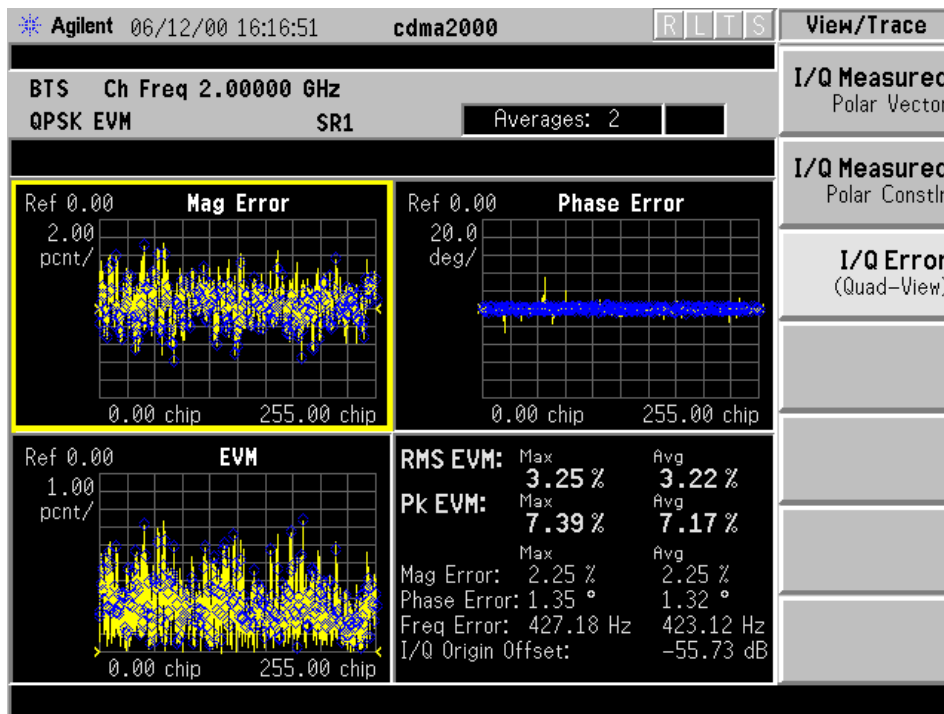 Agilent 06/12/00 16:16:51 cdma2000 R L T S
View/Trace
BTS Ch Freq 2.00000 GHz
QPSK EVM SR1 Averages: 2
I/Q Measured
Polar Vector
I/Q Measured
Polar Constln
I/Q Error
(Quad-View)
Ref 0.00 Mag Error
2.00
pcnt/
0.00 chip 255.00 chip
Ref 0.00 Phase Error
20.0
deg/
0.00 chip 255.00 chip
Ref 0.00 EVM
1.00
pcnt/
0.00 chip 255.00 chip
Max Avg
RMS EVM: 3.25 % 3.22 %
Max Avg
Pk EVM: 7.39 % 7.17 %
Max Avg
Mag Error: 2.25 % 2.25 %
Phase Error: 1.35 ° 1.32 °
Freq Error: 427.18 Hz 423.12 Hz
I/Q Origin Offset: -55.73 dB